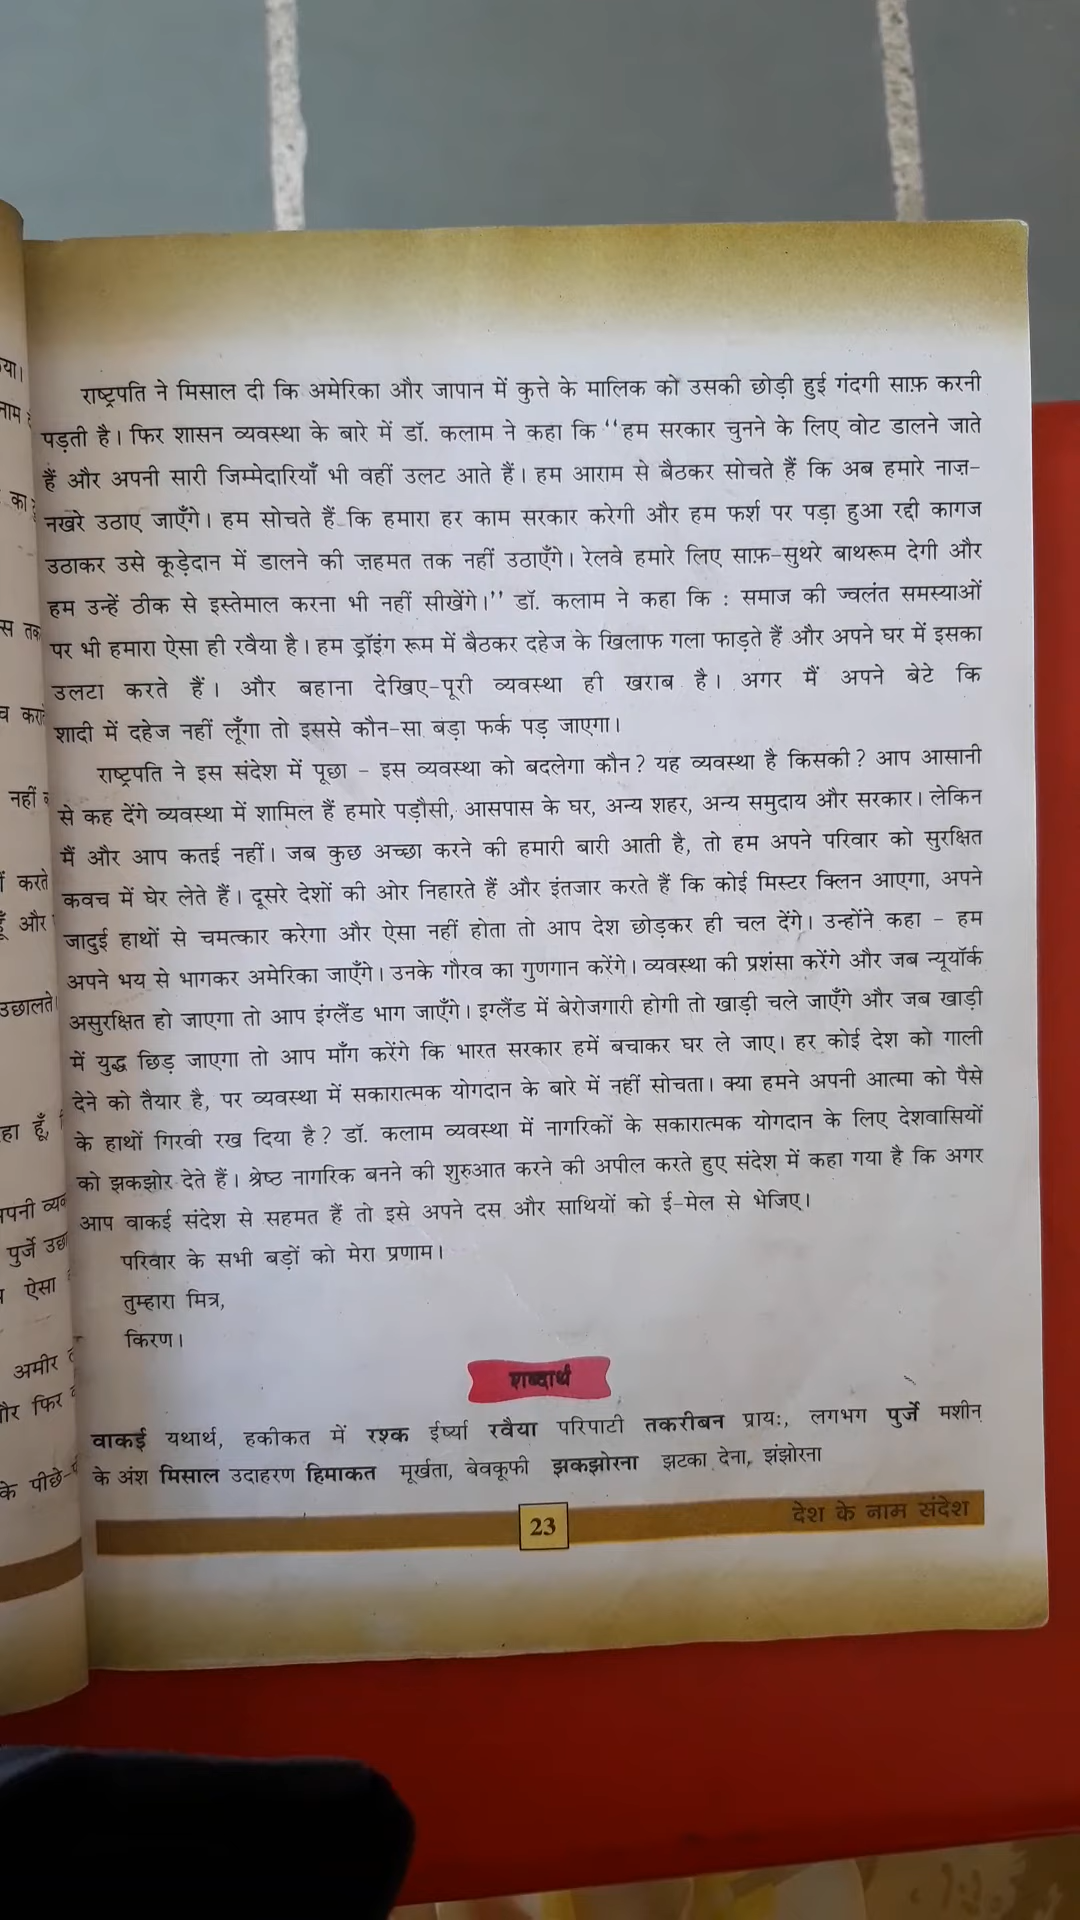 या।
नाम
का
स तक
नहीं
करते
और
उछालते
हा हूँ,
पुर्जे
ऐसा
अमीर
और फिर
के पीछे-
राष्ट्रपति ने मिसाल दी कि अमेरिका और जापान में कुत्ते के मालिक को उसकी छोड़ी हुई गंदगी साफ़ करनी
पड़ती है। फिर शासन व्यवस्था के बारे में डॉ. कलाम ने कहा कि ‘‘हम सरकार चुनने के लिए वोट डालने जाते
हैं और अपनी सारी जिम्मेदारियाँ भी वहीं उलट आते हैं। हम आराम से बैठकर सोचते हैं कि अब हमारे नाज़-
नखरे उठाए जाएँगे। हम सोचते हैं कि हमारा हर काम सरकार करेगी और हम फर्श पर पड़ा हुआ रद्दी कागज
उठाकर उसे कूड़ेदान में डालने की ज़हमत तक नहीं उठाएँगे। रेलवे हमारे लिए साफ़-सुथरे बाथरूम देगी और
हम उन्हें ठीक से इस्तेमाल करना भी नहीं सीखेंगे।’’ डॉ. कलाम ने कहा कि : समाज की ज्वलंत समस्याओं
पर भी हमारा ऐसा ही रवैया है। हम ड्रॉइंग रूम में बैठकर दहेज के खिलाफ गला फाड़ते हैं और अपने घर में इसका
उलटा करते हैं। और बहाना देखिए-पूरी व्यवस्था ही खराब है। अगर मैं अपने बेटे कि
शादी में दहेज नहीं लूँगा तो इससे कौन-सा बड़ा फर्क पड़ जाएगा।
राष्ट्रपति ने इस संदेश में पूछा - इस व्यवस्था को बदलेगा कौन? यह व्यवस्था है किसकी? आप आसानी
से कह देंगे व्यवस्था में शामिल हैं हमारे पड़ौसी, आसपास के घर, अन्य शहर, अन्य समुदाय और सरकार। लेकिन
मैं और आप कतई नहीं। जब कुछ अच्छा करने की हमारी बारी आती है, तो हम अपने परिवार को सुरक्षित
कवच में घेर लेते हैं। दूसरे देशों की ओर निहारते हैं और इंतजार करते हैं कि कोई मिस्टर क्लिन आएगा, अपने
जादुई हाथों से चमत्कार करेगा और ऐसा नहीं होता तो आप देश छोड़कर ही चल देंगे। उन्होंने कहा - हम
अपने भय से भागकर अमेरिका जाएँगे। उनके गौरव का गुणगान करेंगे। व्यवस्था की प्रशंसा करेंगे और जब न्यूयॉर्क
असुरक्षित हो जाएगा तो आप इंग्लैंड भाग जाएँगे। इग्लैंड में बेरोजगारी होगी तो खाड़ी चले जाएँगे और जब खाड़ी
में युद्ध छिड़ जाएगा तो आप माँग करेंगे कि भारत सरकार हमें बचाकर घर ले जाए। हर कोई देश को गाली
देने को तैयार है, पर व्यवस्था में सकारात्मक योगदान के बारे में नहीं सोचता। क्या हमने अपनी आत्मा को पैसे
के हाथों गिरवी रख दिया है? डॉ. कलाम व्यवस्था में नागरिकों के सकारात्मक योगदान के लिए देशवासियों
को झकझोर देते हैं। श्रेष्ठ नागरिक बनने की शुरुआत करने की अपील करते हुए संदेश में कहा गया है कि अगर
आप वाकई संदेश से सहमत हैं तो इसे अपने दस और साथियों को ई-मेल से भेजिए।
परिवार के सभी बड़ों को मेरा प्रणाम।
तुम्हारा मित्र,
किरण।
शब्दार्थ
वाकई यथार्थ, हकीकत में रश्क ईर्ष्या रवैया परिपाटी तकरीबन प्रायः, लगभग पुर्जे मशीन
के अंश मिसाल उदाहरण हिमाकत मूर्खता, बेवकूफी झकझोरना झटका देना, झंझोरना
23
देश के नाम संदेश